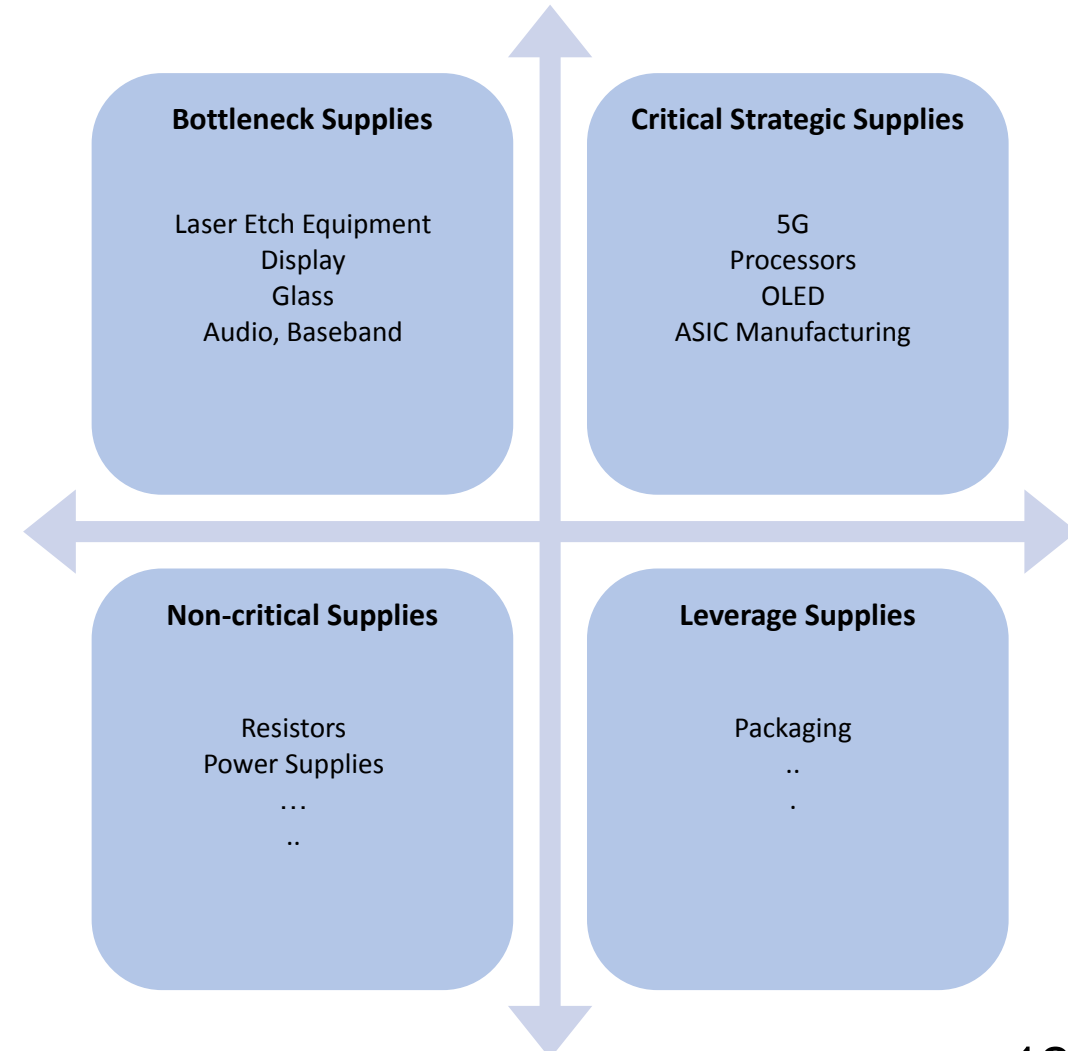 Bottleneck Supplies
Laser Etch Equipment
Display
Glass
Audio, Baseband
Critical Strategic Supplies
5G
Processors
OLED
ASIC Manufacturing
Non-critical Supplies
Resistors
Power Supplies
…
..
Leverage Supplies
Packaging
..
.